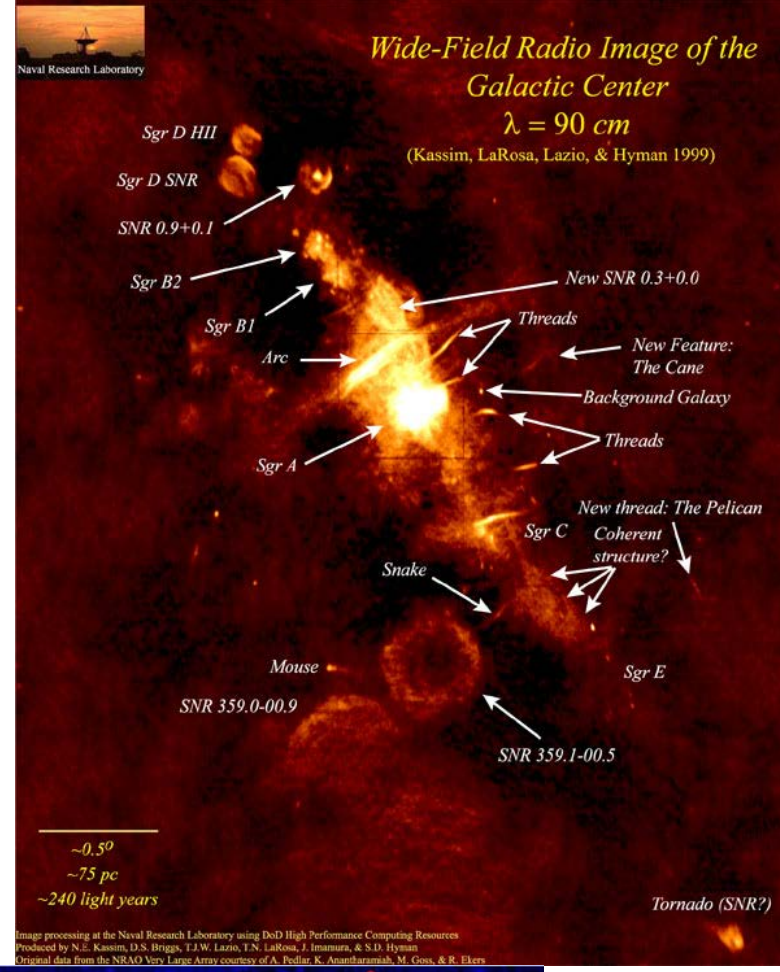 Naval Research Laboratory
Wide-Field Radio Image of the
Galactic Center
λ = 90 cm
(Kassim, LaRosa, Lazio, & Hyman 1999)
Sgr D HII
Sgr D SNR
SNR 0.9+0.1
Sgr B2
Sgr B1
New SNR 0.3+0.0
Threads
Arc
New Feature:
The Cane
Background Galaxy
Threads
Sgr A
New thread: The Pelican
Sgr C
Coherent
structure?
Snake
Mouse
Sgr E
SNR 359.0-00.9
SNR 359.1-00.5
~0.5º
~75 pc
~240 light years
Tornado (SNR?)
Image processing at the Naval Research Laboratory using DoD High Performance Computing Resources
Produced by N.E. Kassim, D.S. Briggs, T.J.W. Lazio, T.N. LaRosa, J. Imamura, & S.D. Hyman
Original data from the NRAO Very Large Array courtesy of A. Pedlar, K. Anantharamiah, M. Goss, & R. Ekers